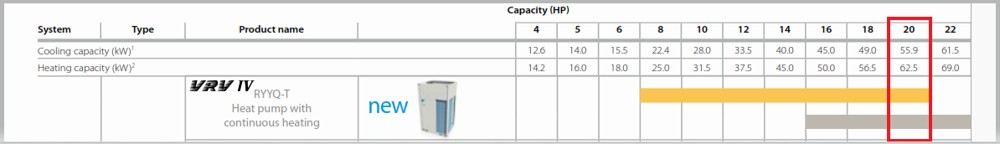 Capacity (HP)
System Type Product name 4 5 6 8 10 12 14 16 18 20 22
Cooling capacity (kW)¹ 12.6 14.0 15.5 22.4 28.0 33.5 40.0 45.0 49.0 55.9 61.5
Heating capacity (kW)² 14.2 16.0 18.0 25.0 31.5 37.5 45.0 50.0 56.5 62.5 69.0
VRV IV
RYYQ-T
Heat pump with
continuous heating
new